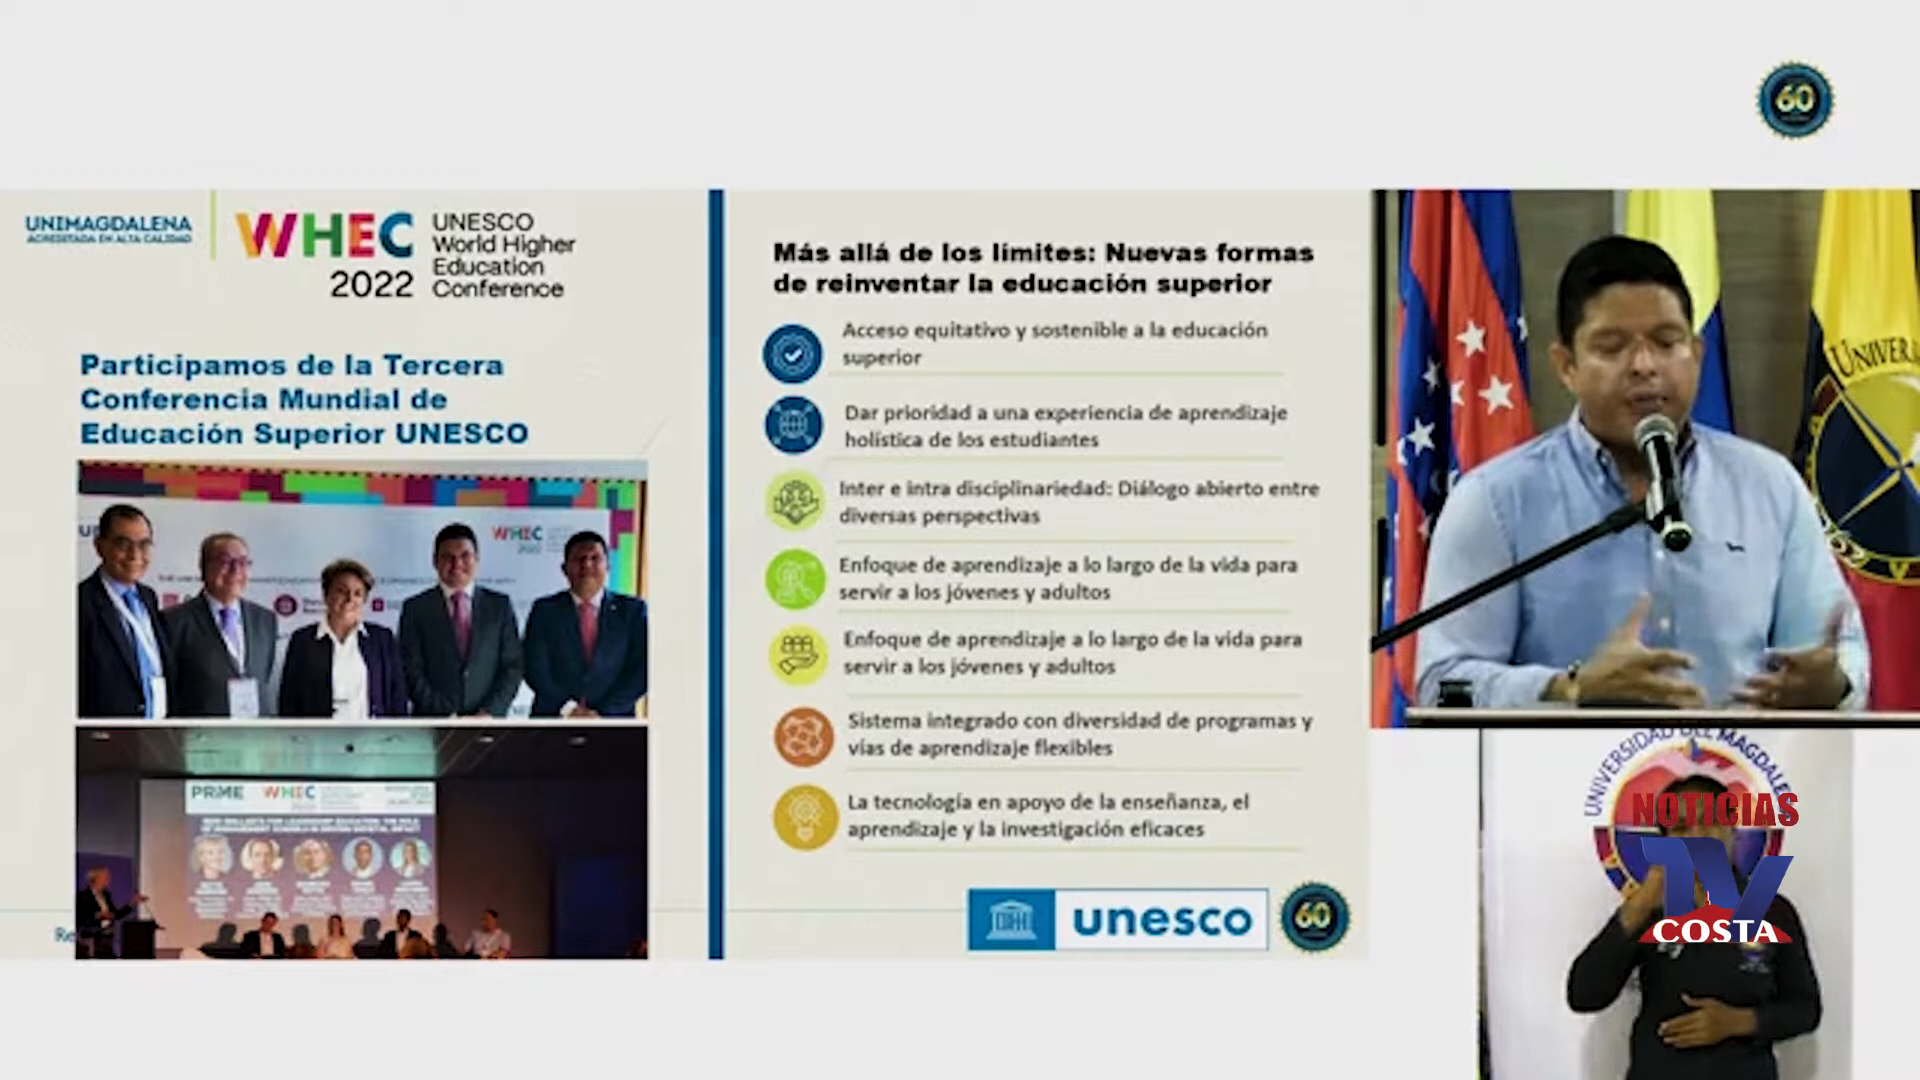 60
UNIMAGDALENA
ACREDITADA EN ALTA CALIDAD
WHEC
2022
UNESCO
World Higher
Education
Conference
Participamos de la Tercera
Conferencia Mundial de
Educación Superior UNESCO
WHEC
2022
PRIME WHEC
Más allá de los límites: Nuevas formas
de reinventar la educación superior
Acceso equitativo y sostenible a la educación
superior
Dar prioridad a una experiencia de aprendizaje
holística de los estudiantes
Inter e intra disciplinariedad: Diálogo abierto entre
diversas perspectivas
Enfoque de aprendizaje a lo largo de la vida para
servir a los jóvenes y adultos
Enfoque de aprendizaje a lo largo de la vida para
servir a los jóvenes y adultos
Sistema integrado con diversidad de programas y
vías de aprendizaje flexibles
La tecnología en apoyo de la enseñanza, el
aprendizaje y la investigación eficaces
unesco
60
UNIVER
UNIVERSIDAD DEL MAGDALE
NOTICIAS
TV
COSTA